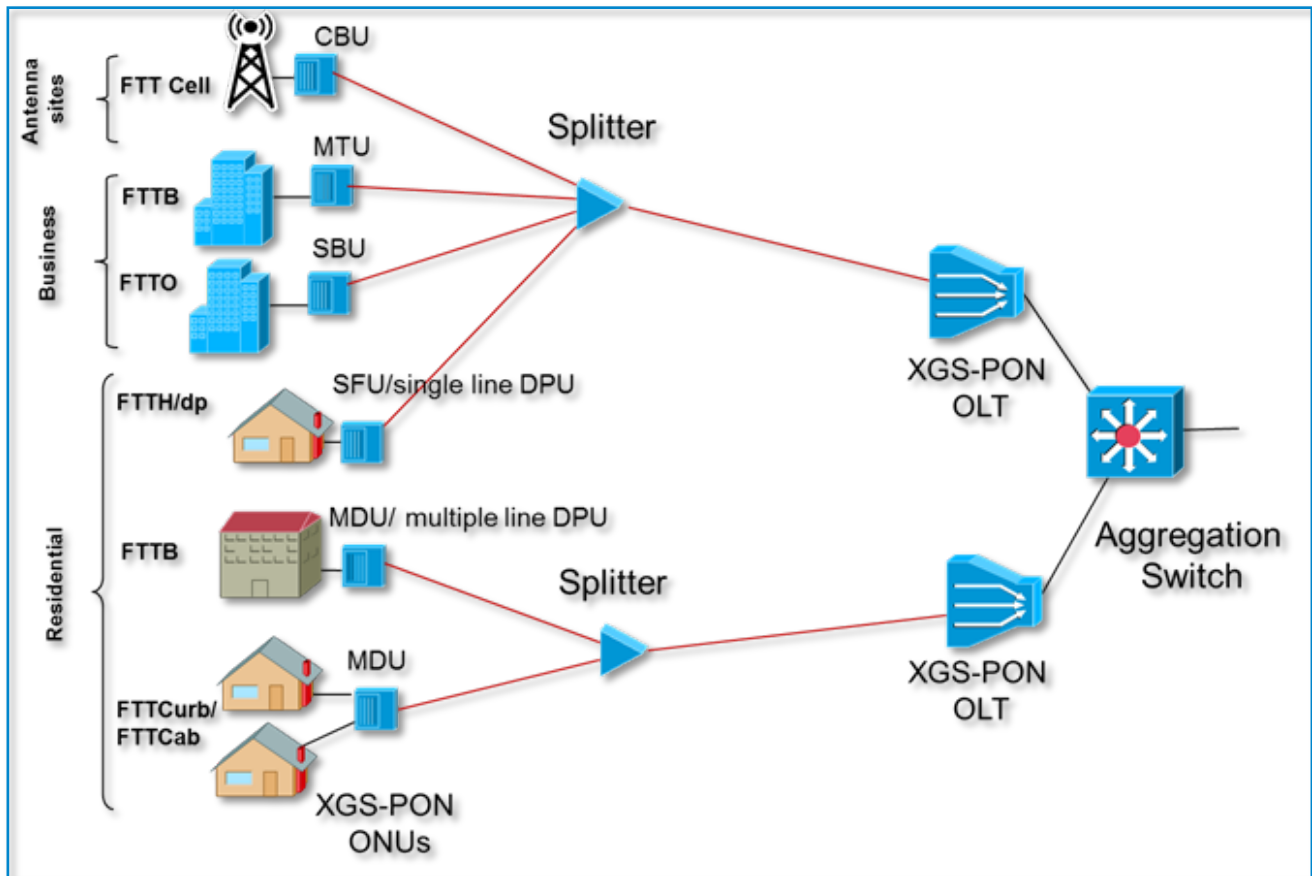 Antenna
sites
FTT Cell
CBU
Splitter
Business
FTTB
MTU
FTTO
SBU
XGS-PON
OLT
Residential
FTTH/dp
SFU/single line DPU
FTTB
MDU/ multiple line DPU
Splitter
Aggregation
Switch
FTTCurb/
FTTCab
MDU
XGS-PON
OLT
XGS-PON
ONUs